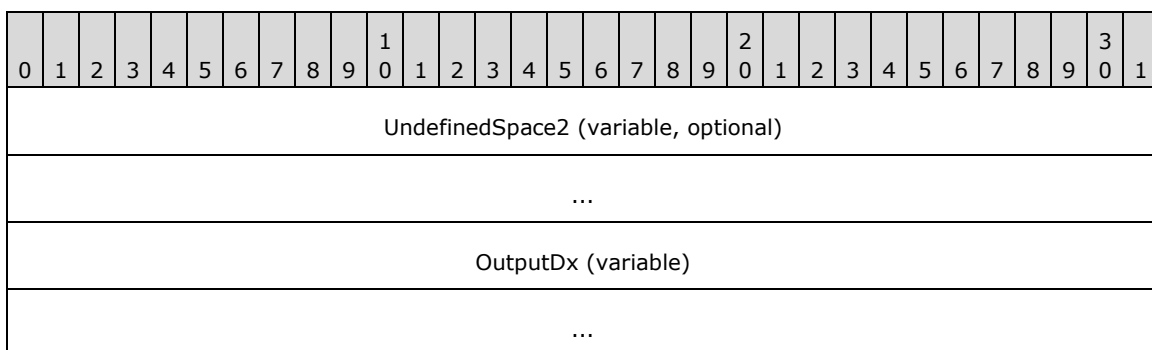 1 2 3
0 1 2 3 4 5 6 7 8 9 0 1 2 3 4 5 6 7 8 9 0 1 2 3 4 5 6 7 8 9 0 1
UndefinedSpace2 (variable, optional)
...
OutputDx (variable)
...